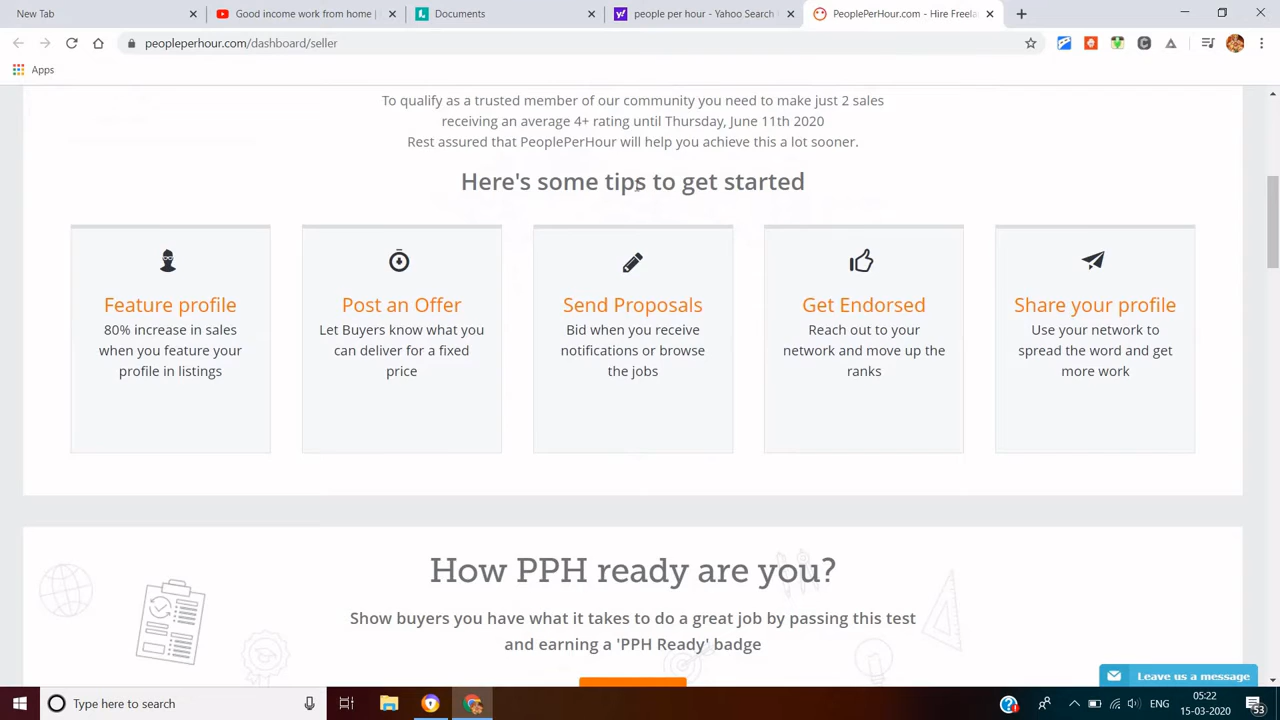 New Tab
Good income work from home |
Documents
people per hour - Yahoo Search
PeoplePerHour.com - Hire Freela
peopleperhour.com/dashboard/seller
Apps
To qualify as a trusted member of our community you need to make just 2 sales
receiving an average 4+ rating until Thursday, June 11th 2020
Rest assured that PeoplePerHour will help you achieve this a lot sooner.
Here's some tips to get started
Feature profile
80% increase in sales
when you feature your
profile in listings
Post an Offer
Let Buyers know what you
can deliver for a fixed
price
Send Proposals
Bid when you receive
notifications or browse
the jobs
Get Endorsed
Reach out to your
network and move up the
ranks
Share your profile
Use your network to
spread the word and get
more work
How PPH ready are you?
Show buyers you have what it takes to do a great job by passing this test
and earning a 'PPH Ready' badge
Leave us a message
Type here to search
ENG
05:22
15-03-2020
53